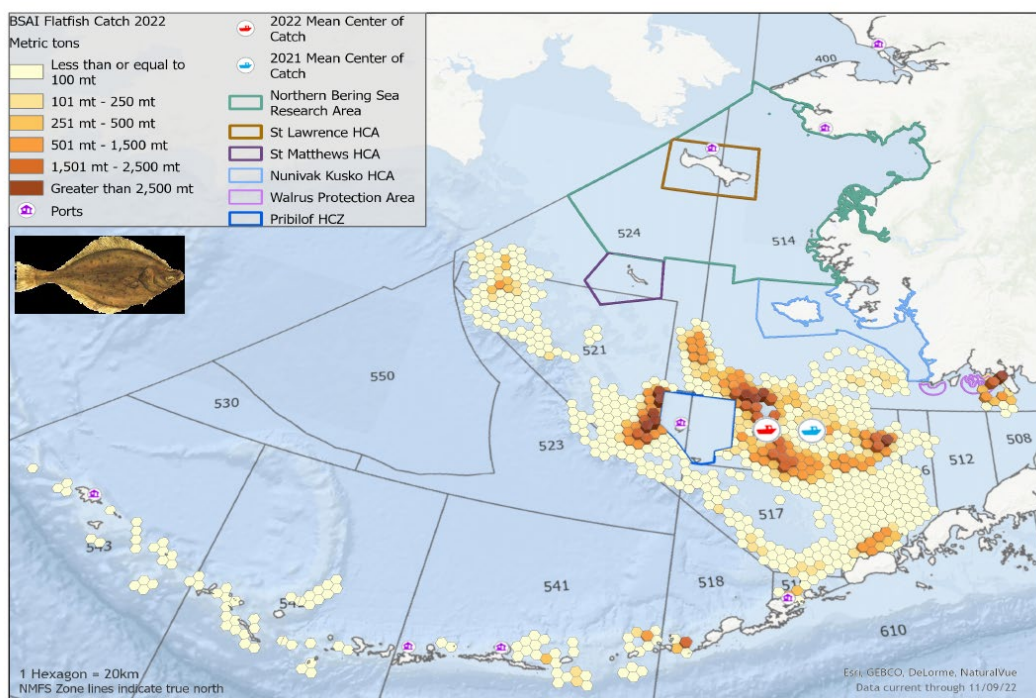 BSAI Flatfish Catch 2022
Metric tons
Less than or equal to
100 mt
101 mt - 250 mt
251 mt - 500 mt
501 mt - 1,500 mt
1,501 mt - 2,500 mt
Greater than 2,500 mt
Ports
2022 Mean Center of
Catch
2021 Mean Center of
Catch
Northern Bering Sea
Research Area
St Lawrence HCA
St Matthews HCA
Nunivak Kusko HCA
Walrus Protection Area
Pribilof HCZ
400
524
514
521
550
530
523
508
512
517
543
541
518
610
1 Hexagon = 20km
NMFS Zone lines indicate true north
Esri, GEBCO, DeLorme, NaturalVue
Data current through 11/09/22